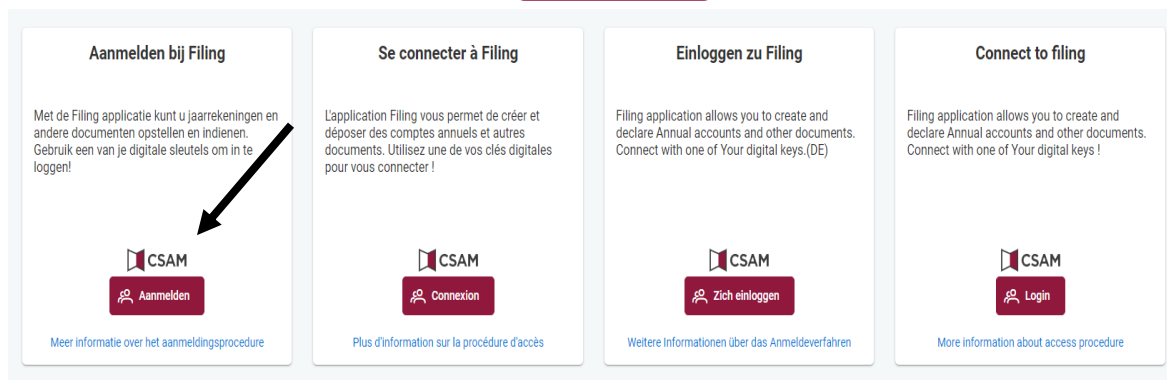 Aanmelden bij Filing
Met de Filing applicatie kunt u jaarrekeningen en
andere documenten opstellen en indienen.
Gebruik een van je digitale sleutels om in te
loggen!
CSAM
Aanmelden
Meer informatie over het aanmeldingsprocedure
Se connecter à Filing
L'application Filing vous permet de créer et
déposer des comptes annuels et autres
documents. Utilisez une de vos clés digitales
pour vous connecter !
CSAM
Connexion
Plus d'information sur la procédure d'accès
Einloggen zu Filing
Filing application allows you to create and
declare Annual accounts and other documents.
Connect with one of Your digital keys.(DE)
CSAM
Zich einloggen
Weitere Informationen über das Anmeldeverfahren
Connect to filing
Filing application allows you to create and
declare Annual accounts and other documents.
Connect with one of Your digital keys !
CSAM
Login
More information about access procedure